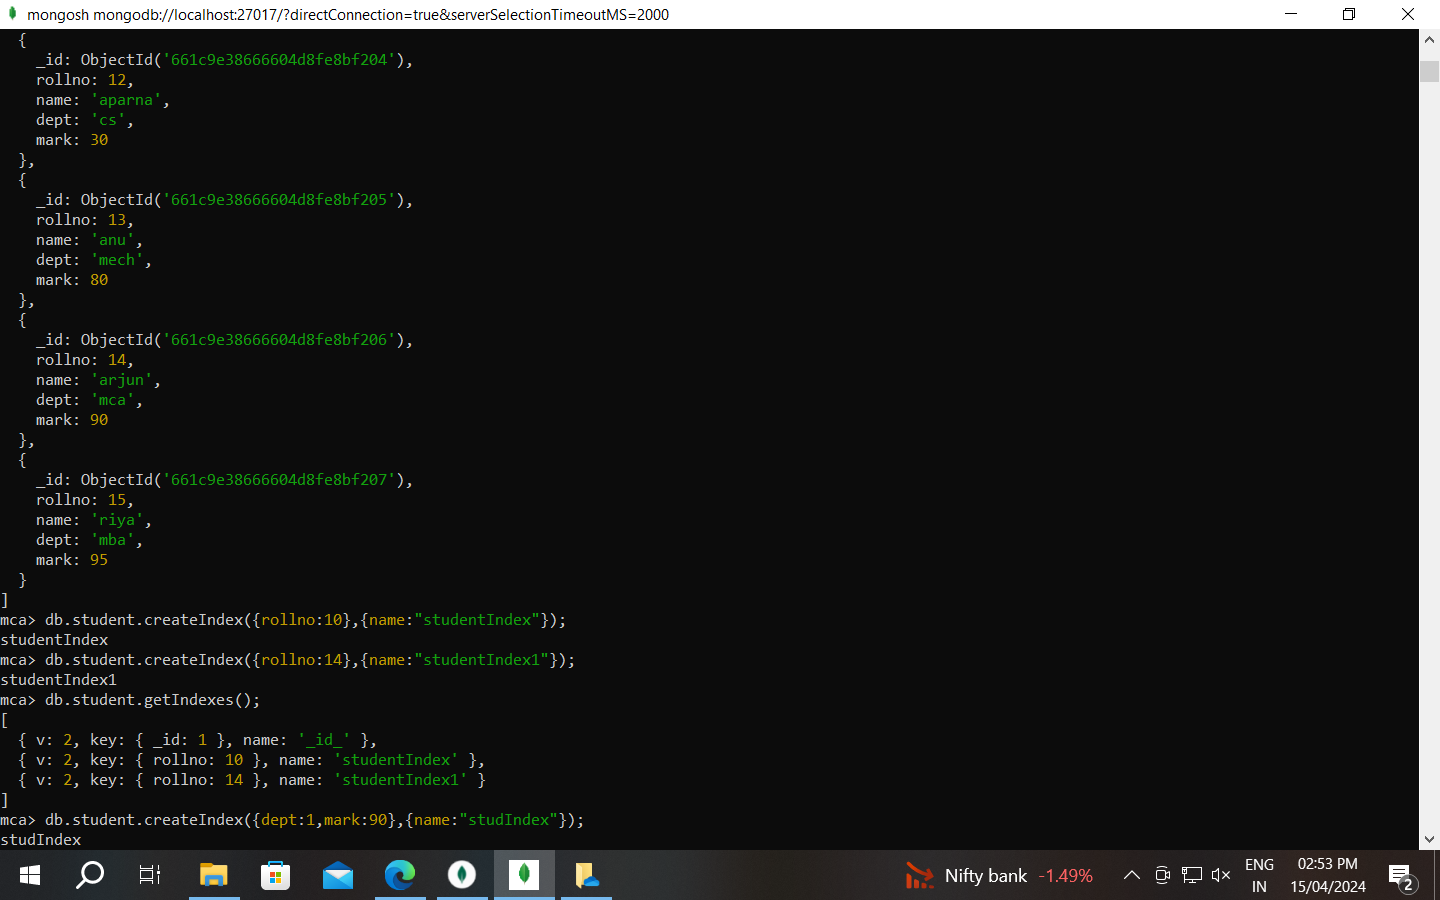 mongosh mongodb://localhost:27017/?directConnection=true&serverSelectionTimeoutMS=2000
{
_id: ObjectId('661c9e38666604d8fe8bf204'),
rollno: 12,
name: 'aparna',
dept: 'cs',
mark: 30
},
{
_id: ObjectId('661c9e38666604d8fe8bf205'),
rollno: 13,
name: 'anu',
dept: 'mech',
mark: 80
},
{
_id: ObjectId('661c9e38666604d8fe8bf206'),
rollno: 14,
name: 'arjun',
dept: 'mca',
mark: 90
},
{
_id: ObjectId('661c9e38666604d8fe8bf207'),
rollno: 15,
name: 'riya',
dept: 'mba',
mark: 95
}
]
mca> db.student.createIndex({rollno:10},{name:"studentIndex"});
studentIndex
mca> db.student.createIndex({rollno:14},{name:"studentIndex1"});
studentIndex1
mca> db.student.getIndexes();
[
{ v: 2, key: { _id: 1 }, name: '_id_' },
{ v: 2, key: { rollno: 10 }, name: 'studentIndex' },
{ v: 2, key: { rollno: 14 }, name: 'studentIndex1' }
]
mca> db.student.createIndex({dept:1,mark:90},{name:"studIndex"});
studIndex
Nifty bank -1.49%
ENG
IN
02:53 PM
15/04/2024
2